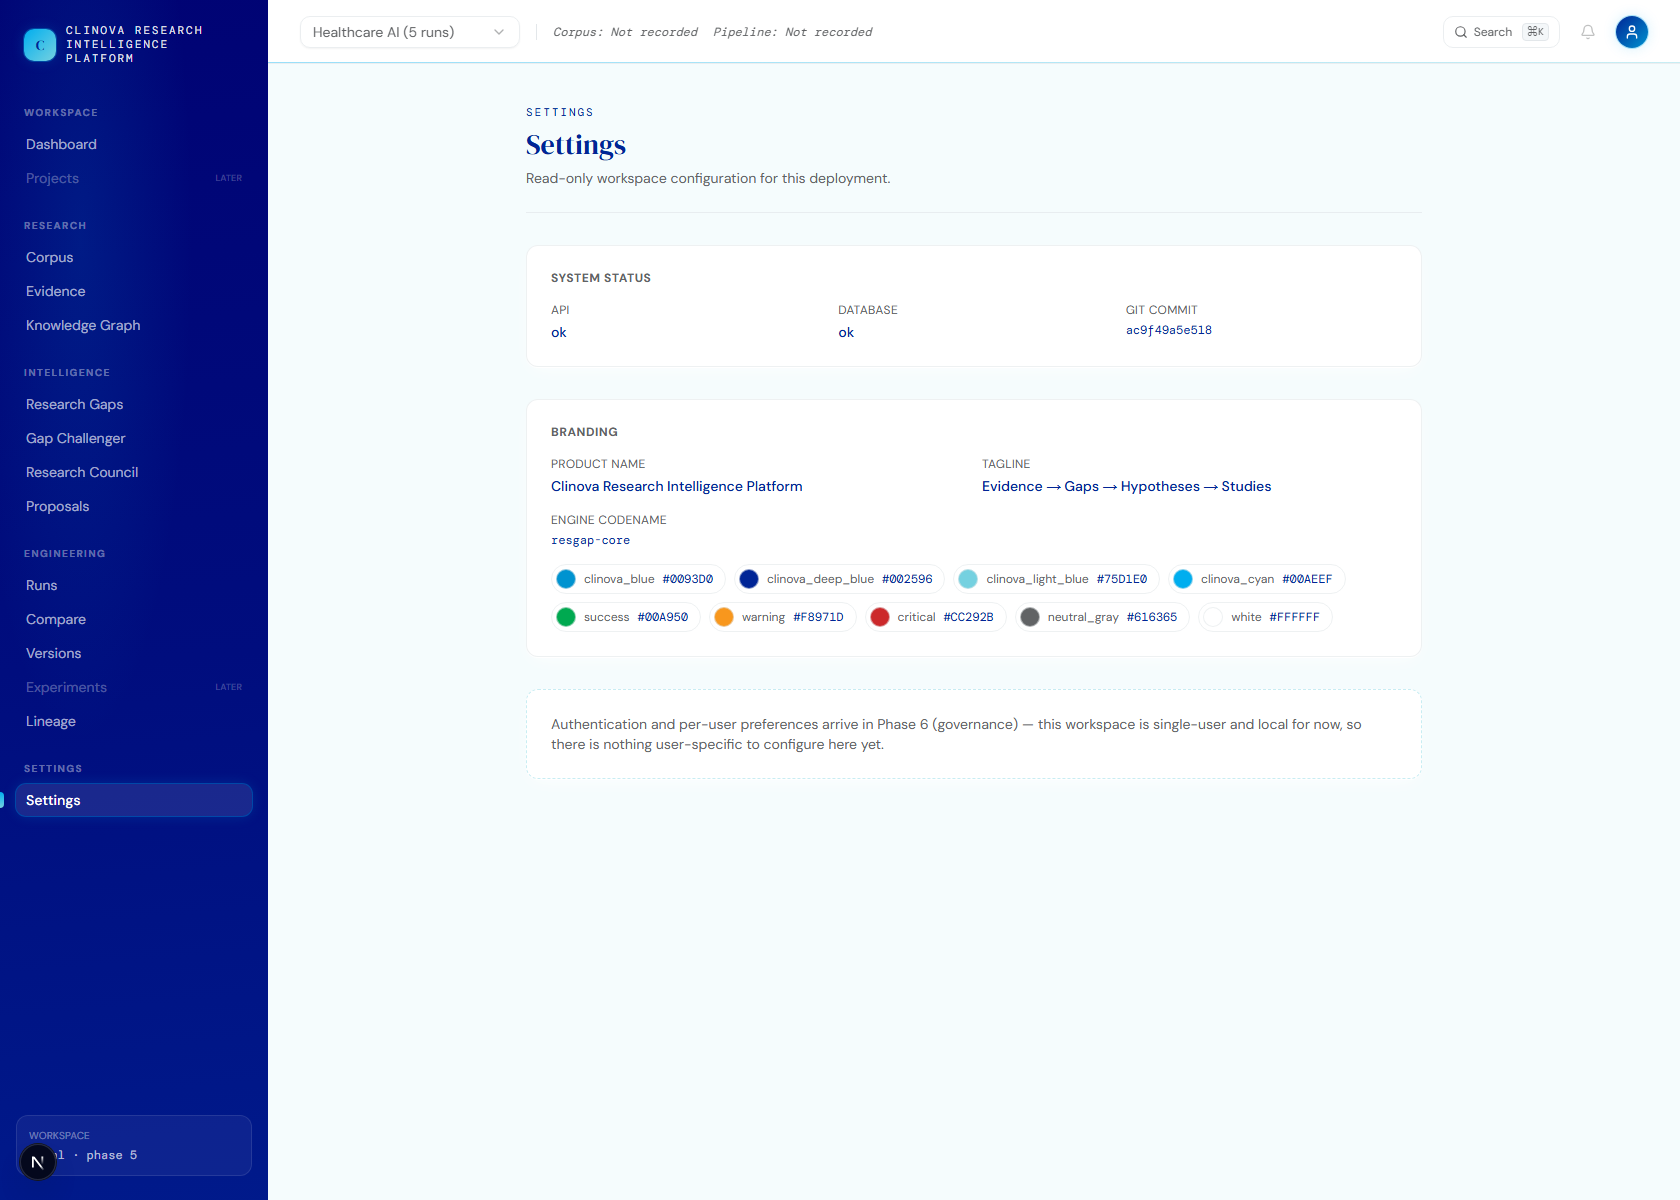 C
CLINOVA RESEARCH
INTELLIGENCE
PLATFORM
WORKSPACE
Dashboard
Projects LATER
RESEARCH
Corpus
Evidence
Knowledge Graph
INTELLIGENCE
Research Gaps
Gap Challenger
Research Council
Proposals
ENGINEERING
Runs
Compare
Versions
Experiments LATER
Lineage
SETTINGS
Settings
WORKSPACE
· phase 5
N
Healthcare AI (5 runs)
Corpus: Not recorded Pipeline: Not recorded
Search ⌘K
SETTINGS
Settings
Read-only workspace configuration for this deployment.
SYSTEM STATUS
API DATABASE GIT COMMIT
ok ok ac9f49a5e518
BRANDING
PRODUCT NAME TAGLINE
Clinova Research Intelligence Platform Evidence → Gaps → Hypotheses → Studies
ENGINE CODENAME
resgap-core
clinova_blue #0093D0 clinova_deep_blue #002596 clinova_light_blue #75D1E0 clinova_cyan #00AEEF
success #00A950 warning #F8971D critical #CC292B neutral_gray #616365 white #FFFFFF
Authentication and per-user preferences arrive in Phase 6 (governance) — this workspace is single-user and local for now, so
there is nothing user-specific to configure here yet.